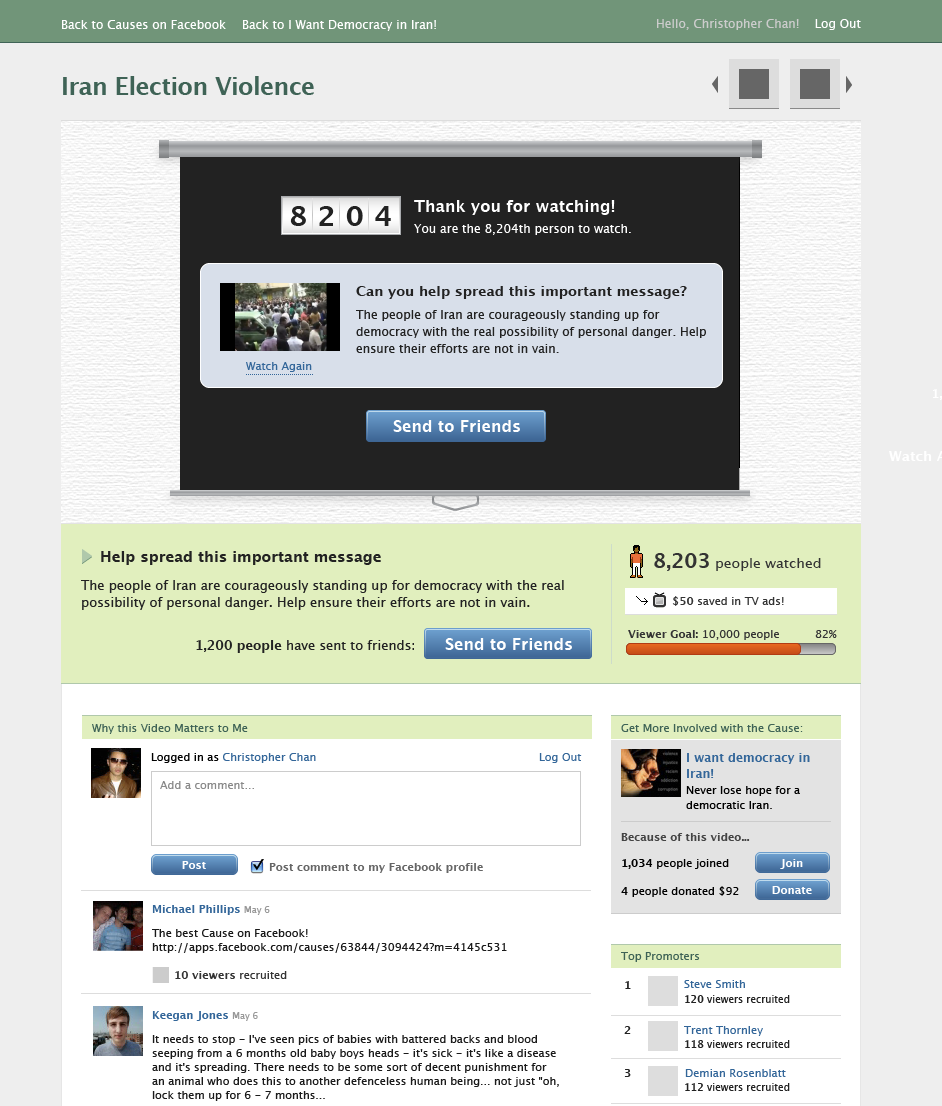 Back to Causes on Facebook Back to I Want Democracy in Iran! Hello, Christopher Chan! Log Out
Iran Election Violence
8204
Thank you for watching!
You are the 8,204th person to watch.
Can you help spread this important message?
The people of Iran are courageously standing up for
democracy with the real possibility of personal danger. Help
ensure their efforts are not in vain.
Watch Again
Send to Friends
1,
Watch A
Help spread this important message
The people of Iran are courageously standing up for democracy with the real
possibility of personal danger. Help ensure their efforts are not in vain.
1,200 people have sent to friends:
Send to Friends
8,203 people watched
$50 saved in TV ads!
Viewer Goal: 10,000 people 82%
Why this Video Matters to Me
Logged in as Christopher Chan Log Out
Add a comment...
Post
Post comment to my Facebook profile
Michael Phillips May 6
The best Cause on Facebook!
http://apps.facebook.com/causes/63844/3094424?m=4145c531
10 viewers recruited
Keegan Jones May 6
It needs to stop - I've seen pics of babies with battered backs and blood
seeping from a 6 months old baby boys heads - it's sick - it's like a disease
and it's spreading. There needs to be some sort of decent punishment for
an animal who does this to another defenceless human being... not just "oh,
lock them up for 6 - 7 months...
Get More Involved with the Cause:
I want democracy in
Iran!
Never lose hope for a
democratic Iran.
Because of this video...
1,034 people joined
Join
4 people donated $92
Donate
Top Promoters
1 Steve Smith
120 viewers recruited
2 Trent Thornley
118 viewers recruited
3 Demian Rosenblatt
112 viewers recruited